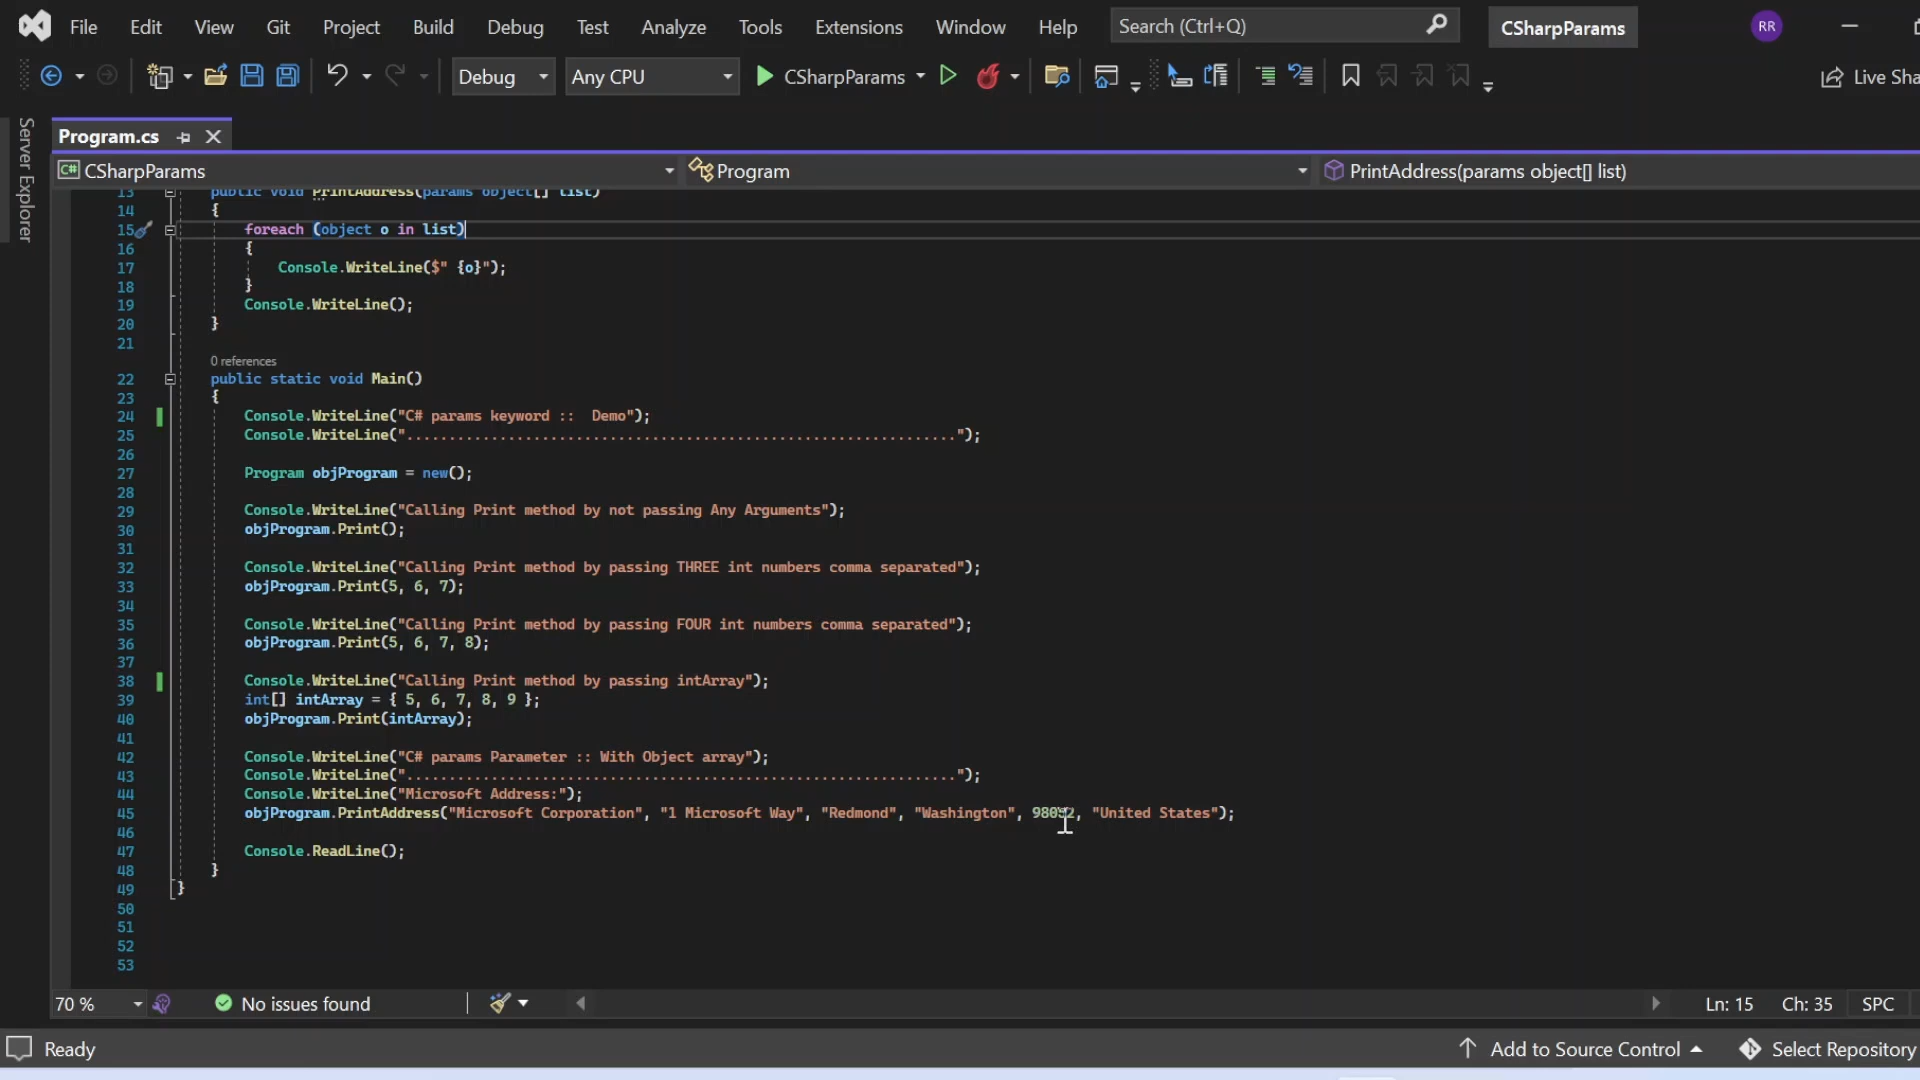 File Edit View Git Project Build Debug Test Analyze Tools Extensions Window Help Search (Ctrl+Q) CSharpParams RR
Debug Any CPU CSharpParams Live Sha
Server Explorer
Program.cs
C# CSharpParams Program PrintAddress(params object[] list)
13 public void PrintAddress(params object[] list)
14 {
15 foreach (object o in list)
16 {
17 Console.WriteLine($" {o}");
18 }
19 Console.WriteLine();
20 }
21
0 references
22 public static void Main()
23 {
24 Console.WriteLine("C# params keyword ::  Demo");
25 Console.WriteLine(".................................................................");
26
27 Program objProgram = new();
28
29 Console.WriteLine("Calling Print method by not passing Any Arguments");
30 objProgram.Print();
31
32 Console.WriteLine("Calling Print method by passing THREE int numbers comma separated");
33 objProgram.Print(5, 6, 7);
34
35 Console.WriteLine("Calling Print method by passing FOUR int numbers comma separated");
36 objProgram.Print(5, 6, 7, 8);
37
38 Console.WriteLine("Calling Print method by passing intArray");
39 int[] intArray = { 5, 6, 7, 8, 9 };
40 objProgram.Print(intArray);
41
42 Console.WriteLine("C# params Parameter :: With Object array");
43 Console.WriteLine(".................................................................");
44 Console.WriteLine("Microsoft Address:");
45 objProgram.PrintAddress("Microsoft Corporation", "1 Microsoft Way", "Redmond", "Washington", 98052, "United States");
46
47 Console.ReadLine();
48 }
49 }
50
51
52
53
70 % No issues found Ln: 15 Ch: 35 SPC
Ready Add to Source Control Select Repository